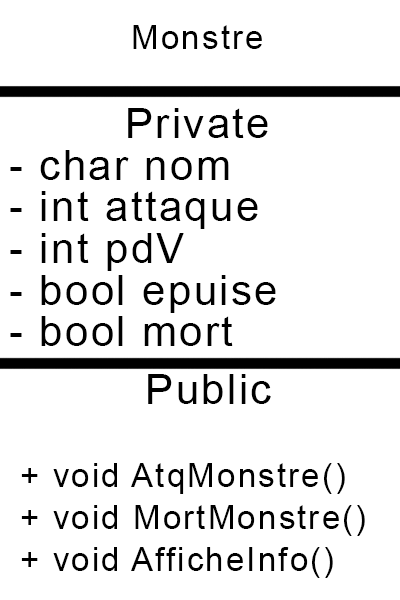 Monstre
Private
- char nom
- int attaque
- int pdV
- bool epuise
- bool mort
Public
+ void AtqMonstre()
+ void MortMonstre()
+ void AfficheInfo()